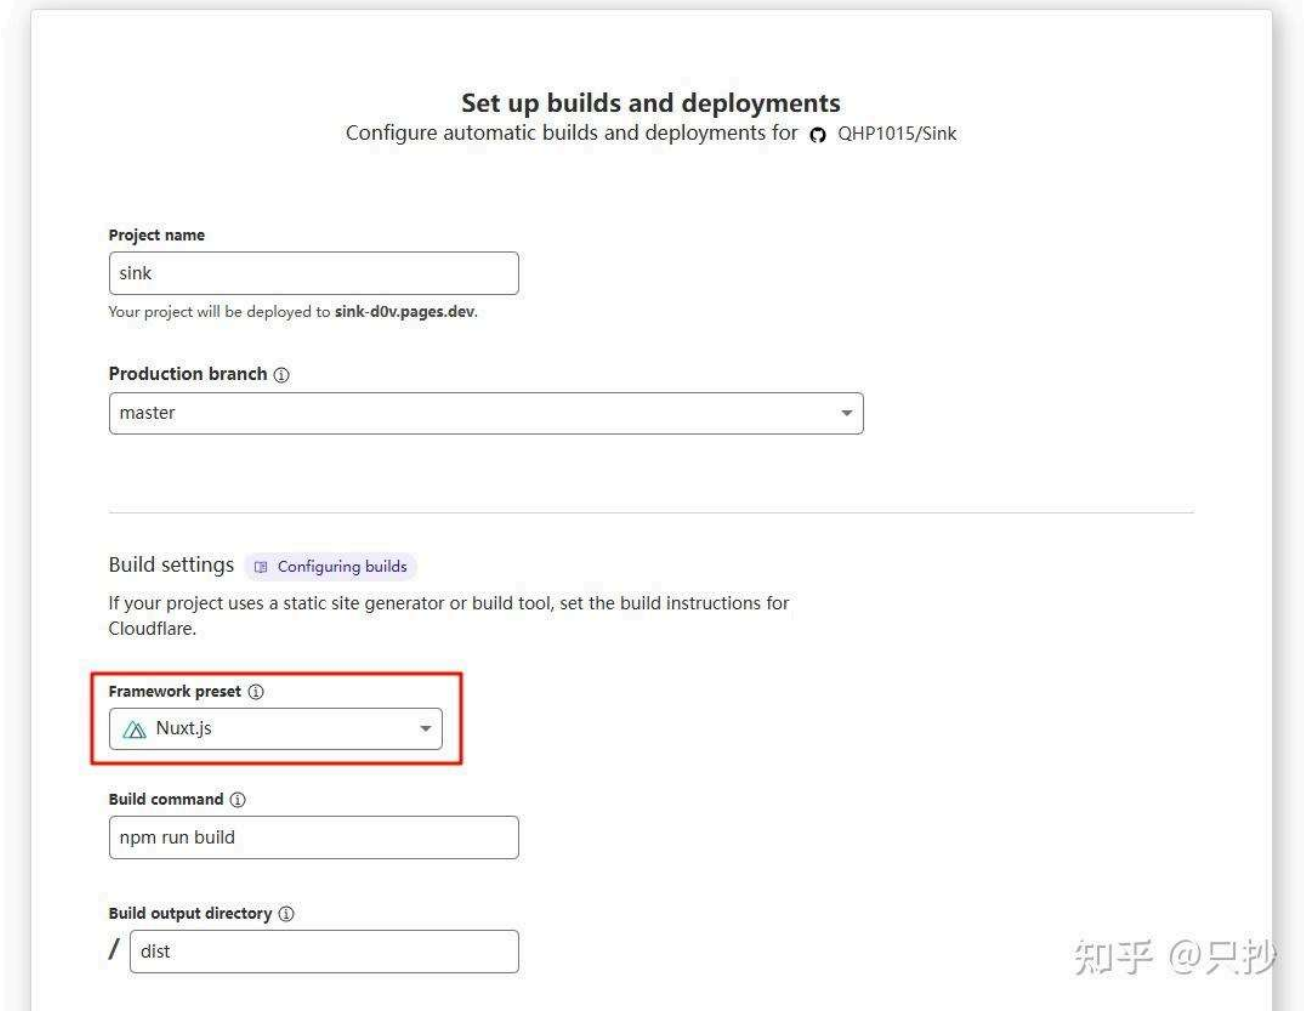 Set up builds and deployments
Configure automatic builds and deployments for QHP1015/Sink
Project name
sink
Your project will be deployed to sink-d0v.pages.dev.
Production branch
master
Build settings Configuring builds
If your project uses a static site generator or build tool, set the build instructions for
Cloudflare.
Framework preset
Nuxt.js
Build command
npm run build
Build output directory
/ dist
知乎 @只抄